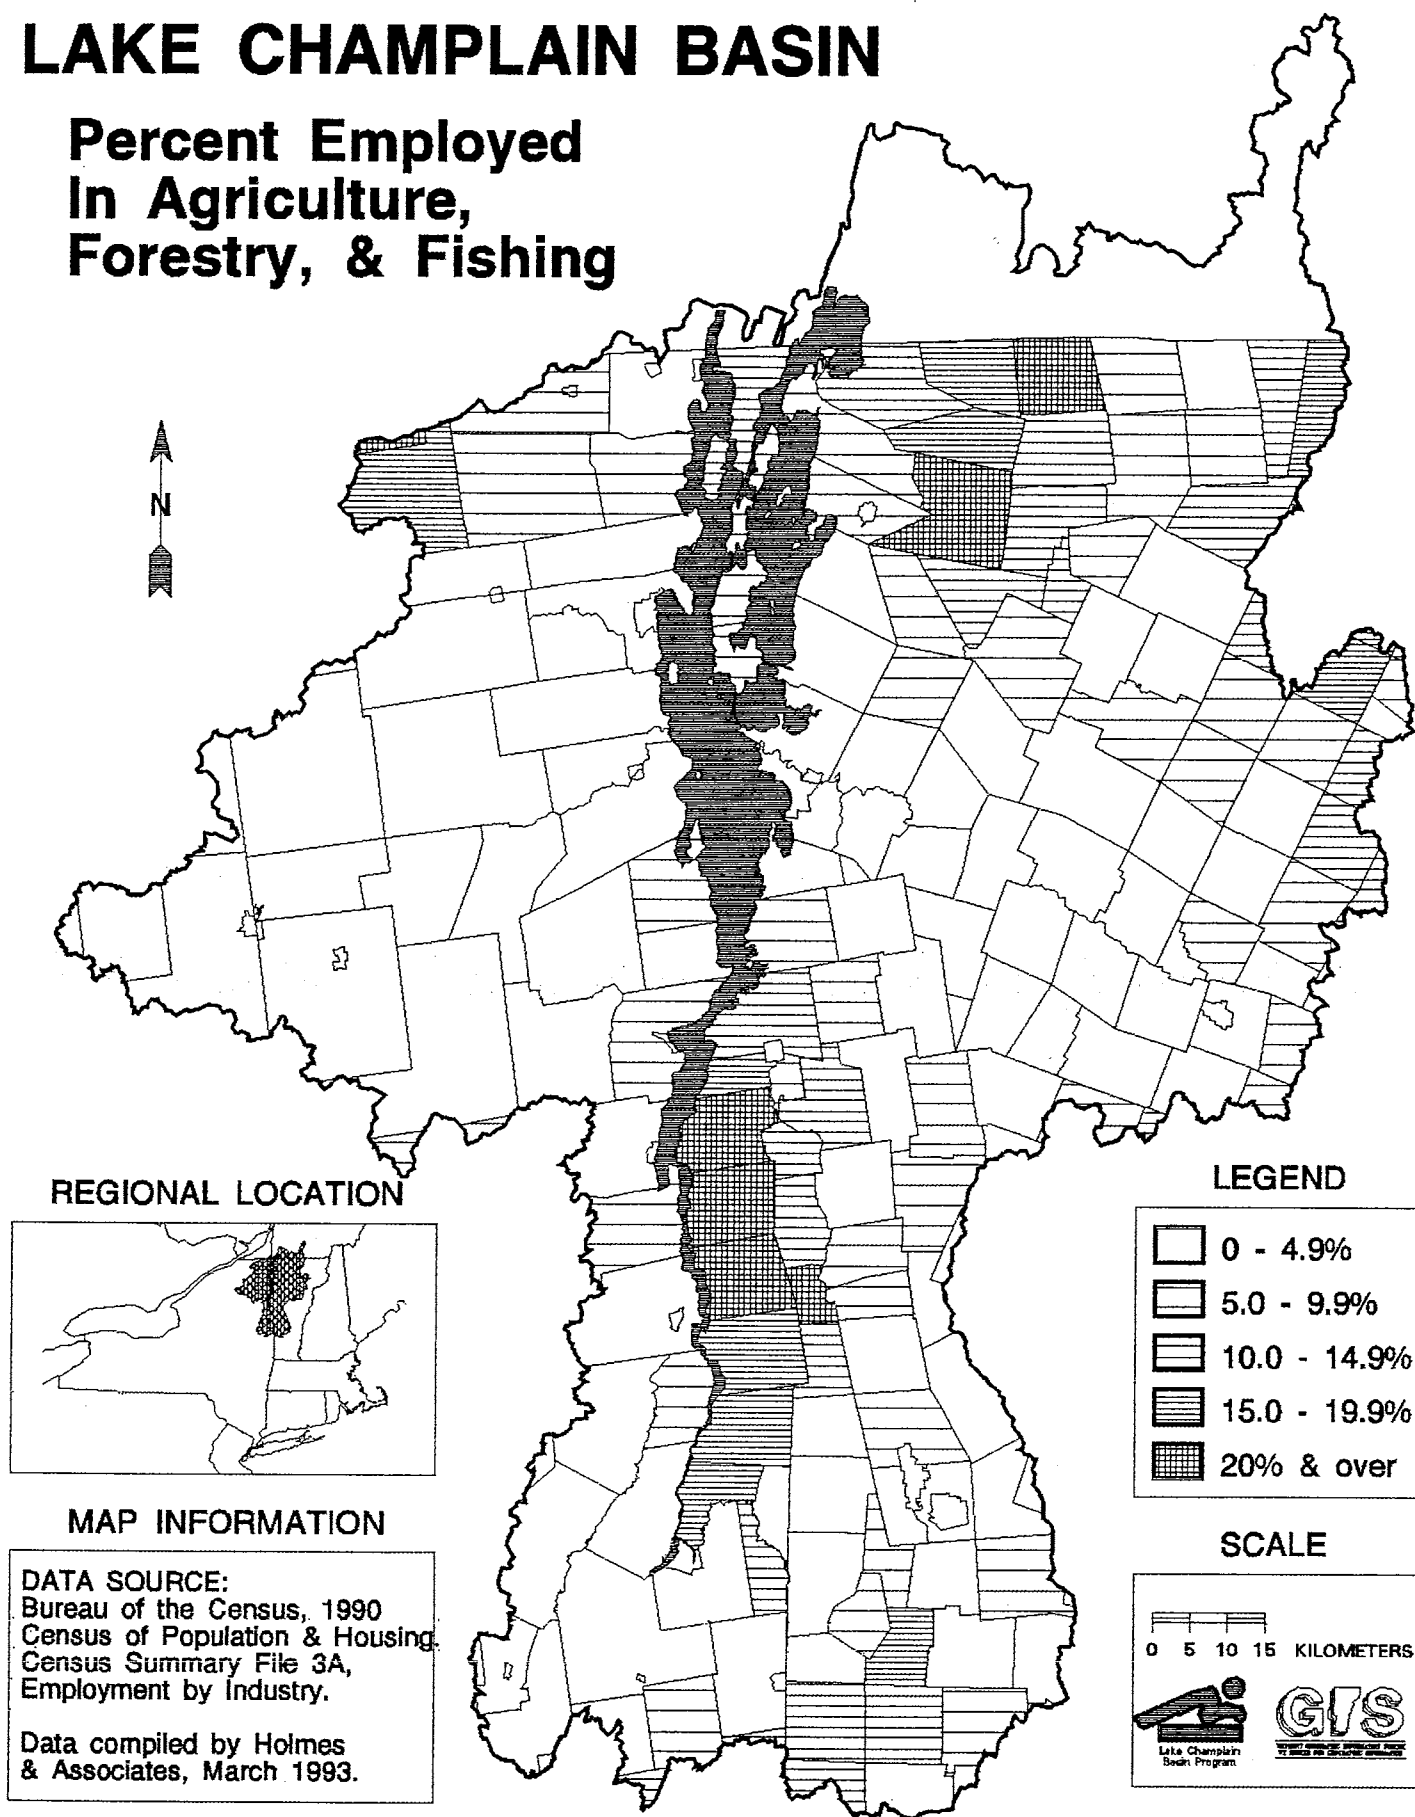 LAKE CHAMPLAIN BASIN
Percent Employed
In Agriculture,
Forestry, & Fishing
N
REGIONAL LOCATION
MAP INFORMATION
DATA SOURCE:
Bureau of the Census, 1990
Census of Population & Housing.
Census Summary File 3A,
Employment by Industry.
Data compiled by Holmes
& Associates, March 1993.
LEGEND
0 - 4.9%
5.0 - 9.9%
10.0 - 14.9%
15.0 - 19.9%
20% & over
SCALE
0 5 10 15 KILOMETERS
Lake Champlain
Basin Program
GIS